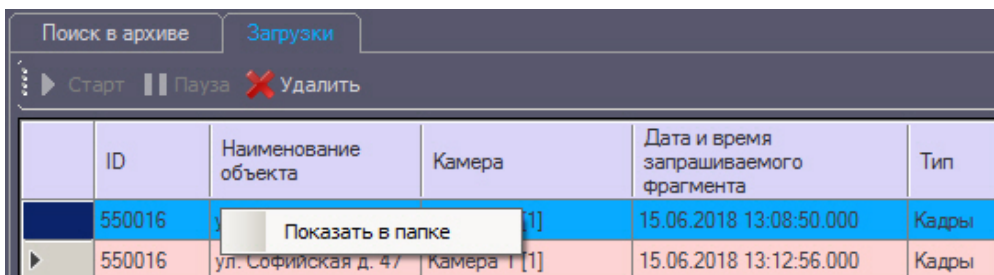 Поиск в архиве Загрузки
Старт Пауза Удалить
ID Наименование объекта Камера Дата и время запрашиваемого фрагмента Тип
550016 [1] 15.06.2018 13:08:50.000 Кадры
Показать в папке
550016 ул. Софийская д. 47 Камера 1 [1] 15.06.2018 13:12:56.000 Кадры